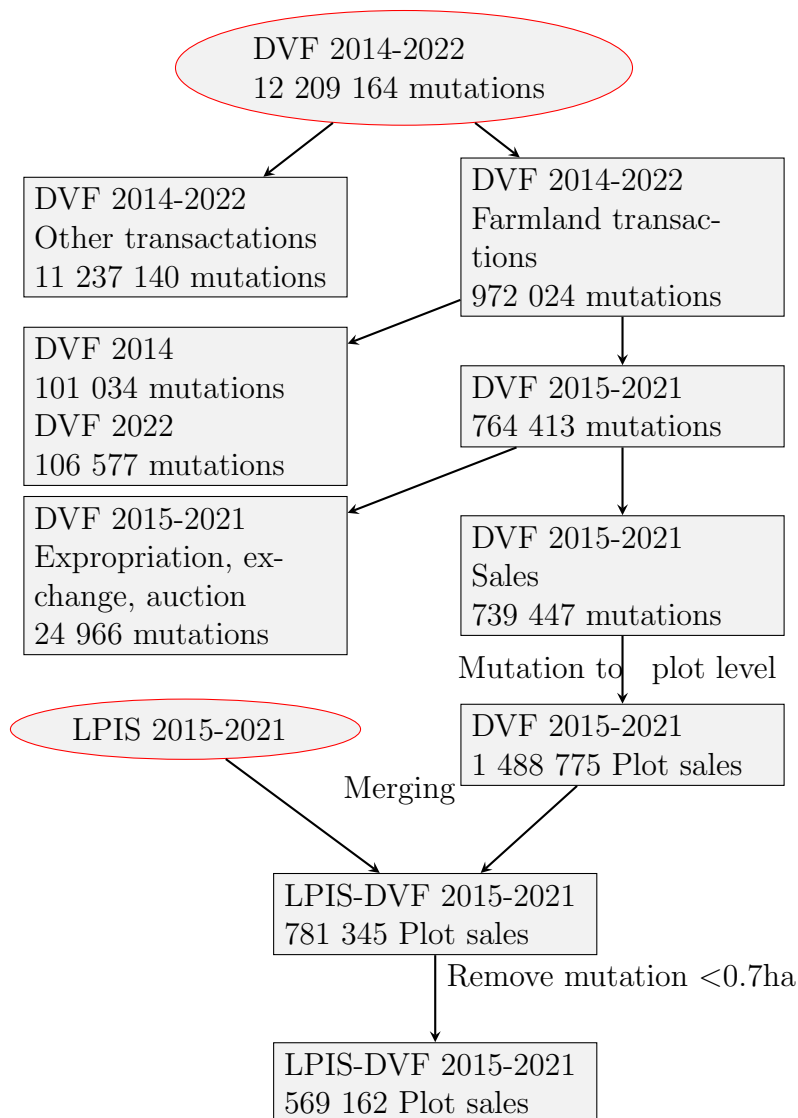 DVF 2014-2022
12 209 164 mutations
DVF 2014-2022
Other transactations
11 237 140 mutations
DVF 2014-2022
Farmland transac-
tions
972 024 mutations
DVF 2014
101 034 mutations
DVF 2022
106 577 mutations
DVF 2015-2021
764 413 mutations
DVF 2015-2021
Expropriation, ex-
change, auction
24 966 mutations
DVF 2015-2021
Sales
739 447 mutations
Mutation to plot level
LPIS 2015-2021
DVF 2015-2021
1 488 775 Plot sales
Merging
LPIS-DVF 2015-2021
781 345 Plot sales
Remove mutation <0.7ha
LPIS-DVF 2015-2021
569 162 Plot sales